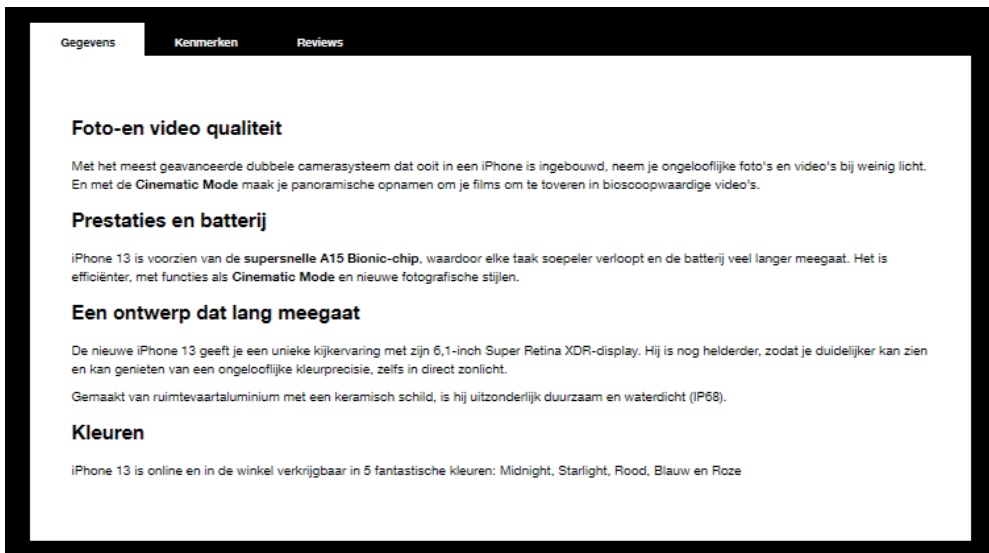 Gegevens Kenmerken Reviews
Foto-en video qualiteit
Met het meest geavanceerde dubbele camerasysteem dat ooit in een iPhone is ingebouwd, neem je ongelooflijke foto's en video's bij weinig licht.
En met de Cinematic Mode maak je panoramische opnamen om je films om te toveren in bioscoopwaardige video's.
Prestaties en batterij
iPhone 13 is voorzien van de supersnelle A15 Bionic-chip, waardoor elke taak soepeler verloopt en de batterij veel langer meegaat. Het is
efficiënter, met functies als Cinematic Mode en nieuwe fotografische stijlen.
Een ontwerp dat lang meegaat
De nieuwe iPhone 13 geeft je een unieke kijkervaring met zijn 6,1-inch Super Retina XDR-display. Hij is nog helderder, zodat je duidelijker kan zien
en kan genieten van een ongelooflijke kleurprecisie, zelfs in direct zonlicht.
Gemaakt van ruimtevaartaluminium met een keramisch schild, is hij uitzonderlijk duurzaam en waterdicht (IP68).
Kleuren
iPhone 13 is online en in de winkel verkrijgbaar in 5 fantastische kleuren: Midnight, Starlight, Rood, Blauw en Roze